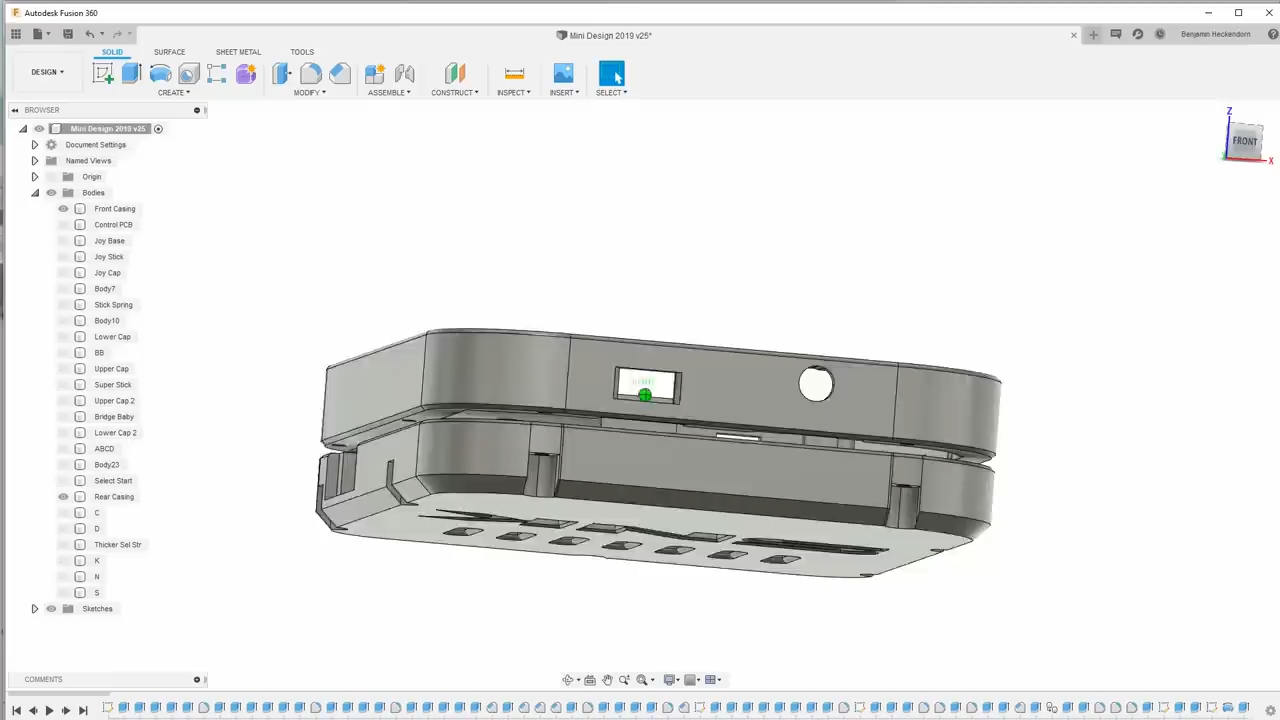 Autodesk Fusion 360
Mini Design 2019 v25*
Benjamin Heckendorn
SOLID SURFACE SHEET METAL TOOLS
DESIGN
CREATE MODIFY ASSEMBLE CONSTRUCT INSPECT INSERT SELECT
BROWSER
Mini Design 2019 v25
Document Settings
Named Views
Origin
Bodies
Front Casing
Control PCB
Joy Base
Joy Stick
Joy Cap
Body7
Stick Spring
Body10
Lower Cap
BB
Upper Cap
Super Stick
Upper Cap 2
Bridge Baby
Lower Cap 2
ABCD
Body23
Select Start
Rear Casing
C
D
Thicker Sel Str
K
N
S
Sketches
COMMENTS
Z
FRONT
X